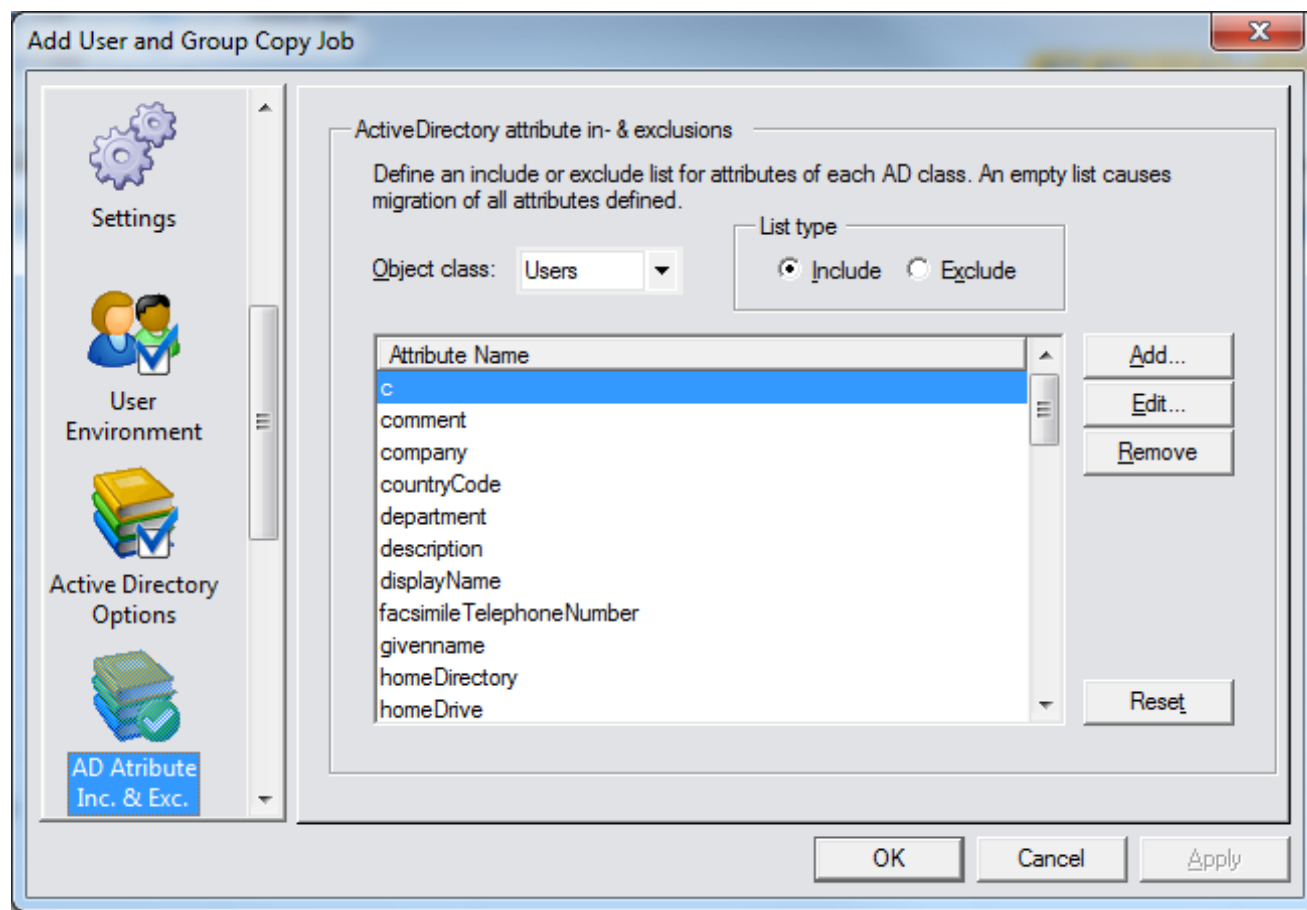 Add User and Group Copy Job
Settings
User
Environment
Active Directory
Options
AD Atribute
Inc. & Exc.
ActiveDirectory attribute in- & exclusions
Define an include or exclude list for attributes of each AD class. An empty list causes
migration of all attributes defined.
List type
Object class: Users
Include Exclude
Attribute Name
c
comment
company
countryCode
department
description
displayName
facsimileTelephoneNumber
givenname
homeDirectory
homeDrive
Add...
Edit...
Remove
Reset
OK Cancel Apply